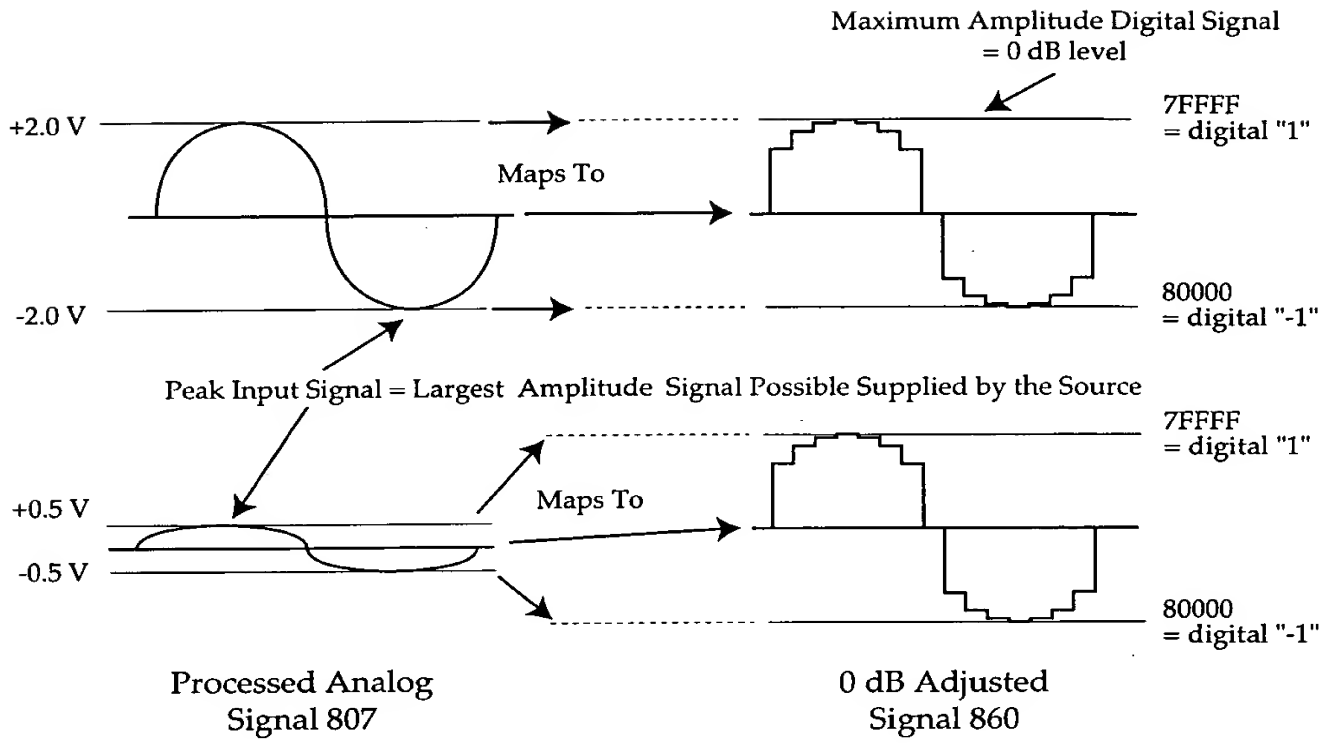 Maximum Amplitude Digital Signal
= 0 dB level
+2.0 V
7FFFF
= digital "1"
Maps To
-2.0 V
80000
= digital "-1"
Peak Input Signal = Largest Amplitude Signal Possible Supplied by the Source
7FFFF
= digital "1"
+0.5 V
Maps To
-0.5 V
80000
= digital "-1"
Processed Analog
Signal 807
0 dB Adjusted
Signal 860